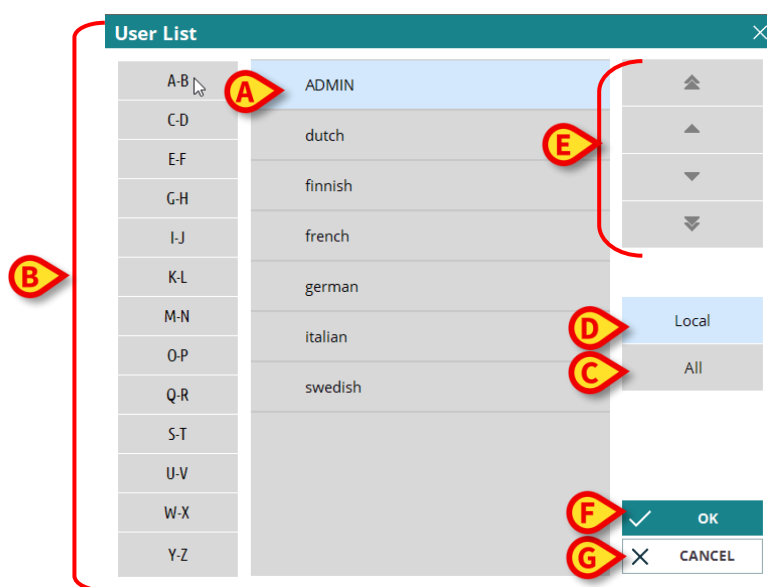 User List
A-B
C-D
E-F
G-H
I-J
K-L
M-N
O-P
Q-R
S-T
U-V
W-X
Y-Z
ADMIN
dutch
finnish
french
german
italian
swedish
Local
All
OK
CANCEL
A
B
C
D
E
F
G